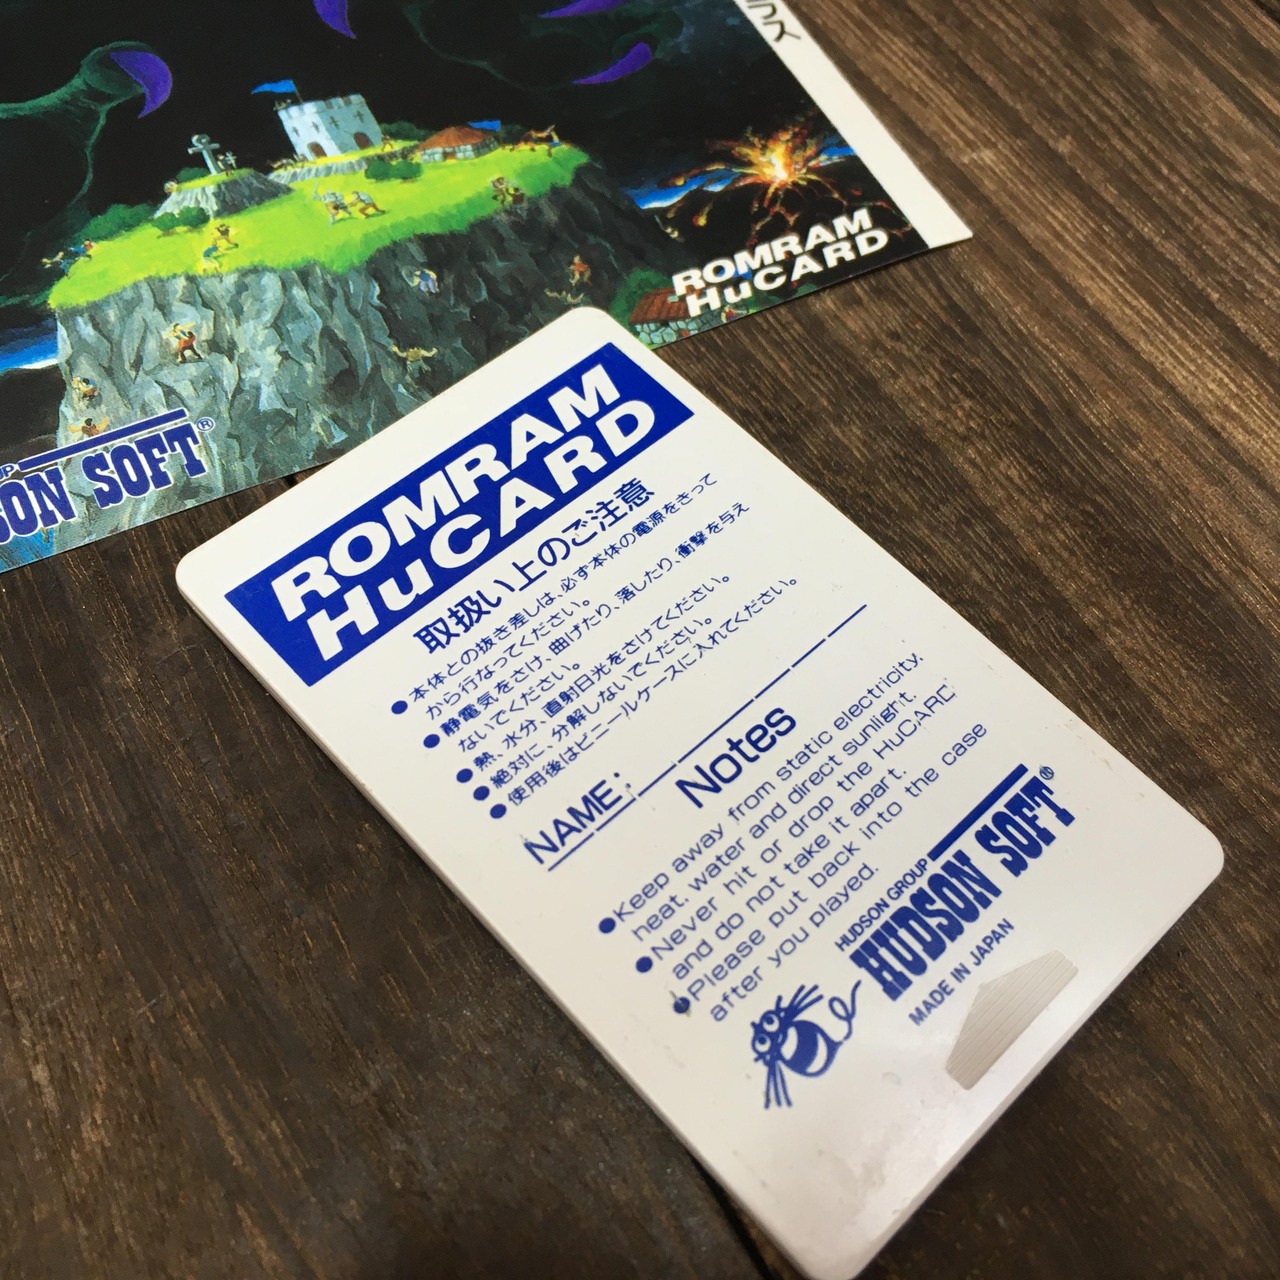 ラス
ROMRAM
HuCARD
SON SOFT®
ROMRAM
HuCARD
取扱い上のご注意
●本体との抜き差しは、必ず本体の電源をきって
から行なってください。
●静電気をさけ、曲げたり、落したり、衝撃を与え
ないでください。
●熱、水分、直射日光をさけてください。
●絶対に、分解しないでください。
●使用後はビニールケースに入れてください。
NAME:
Notes
●Keep away from static electricity,
heat, water and direct sunlight.
●Never hit or drop the HuCARD
and do not take it apart.
●Please put back into the case
after you played.
HUDSON GROUP
HUDSON SOFT®
MADE IN JAPAN